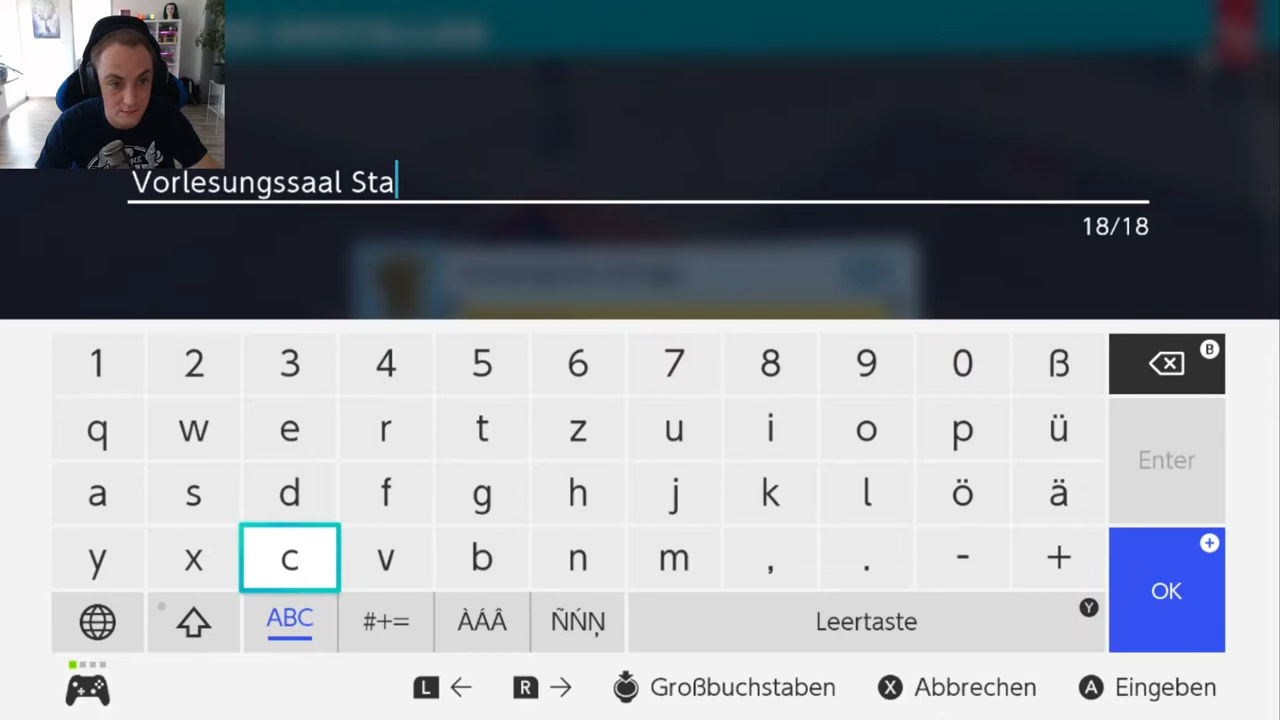 Vorlesungssaal Sta
18/18
1 2 3 4 5 6 7 8 9 0 ß B
q w e r t z u i o p ü Enter
a s d f g h j k l ö ä
y x c v b n m , . - + OK +
ABC #+= ÀÁÂ ÑŃŅ Leertaste Y
L ← R → Großbuchstaben X Abbrechen A Eingeben